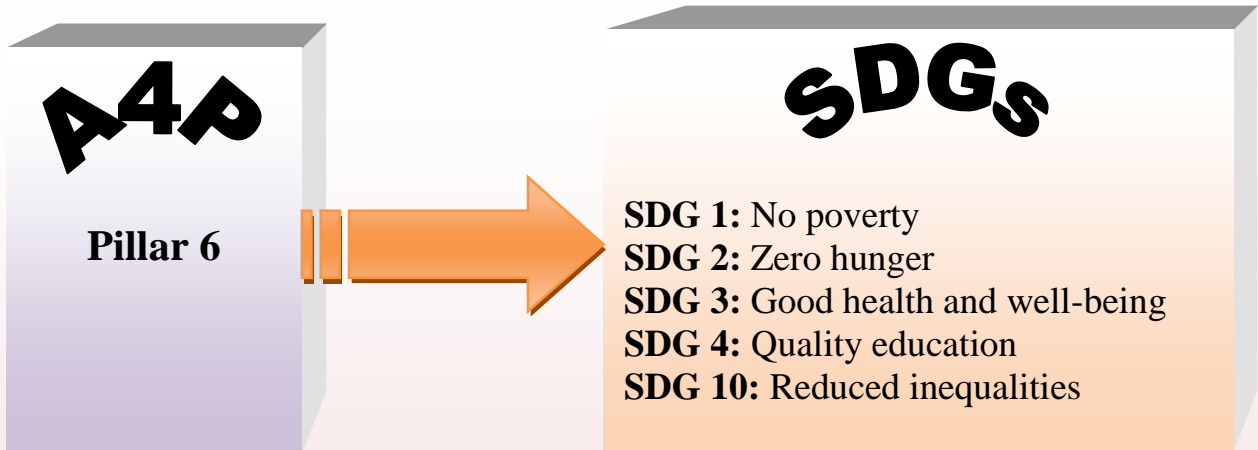 A4P
Pillar 6
SDGs
SDG 1: No poverty
SDG 2: Zero hunger
SDG 3: Good health and well-being
SDG 4: Quality education
SDG 10: Reduced inequalities